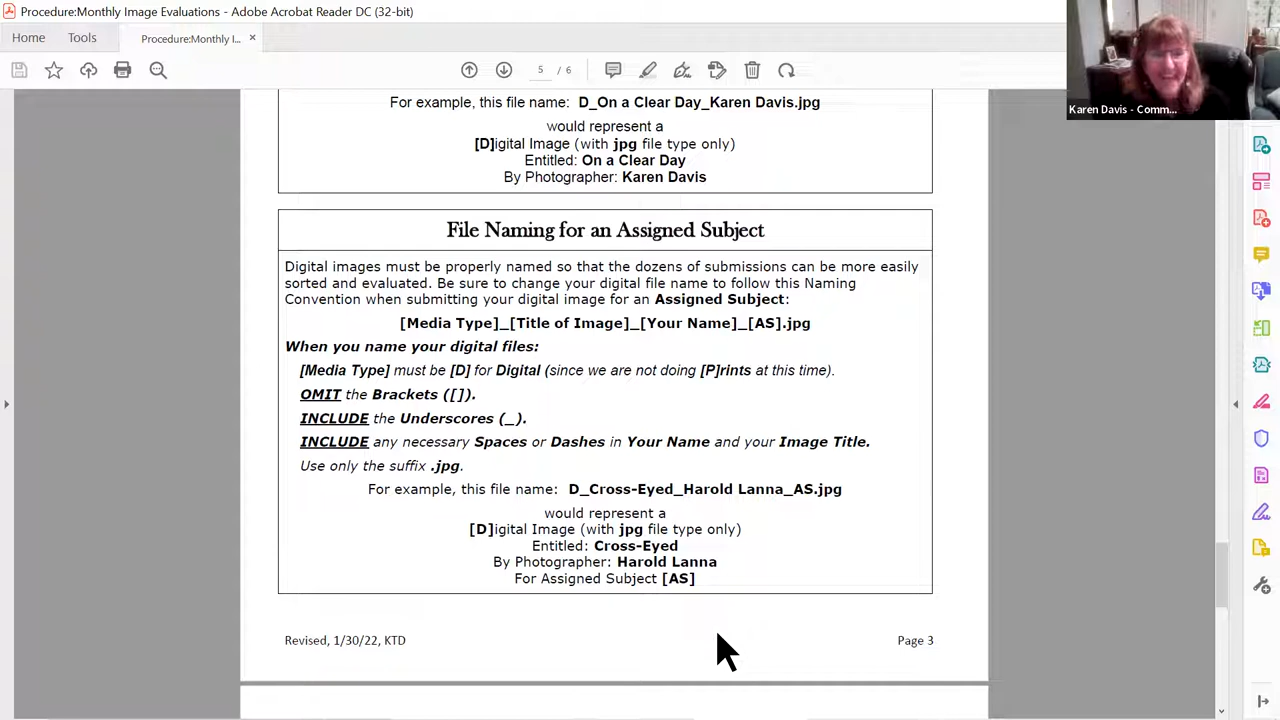 Procedure:Monthly Image Evaluations - Adobe Acrobat Reader DC (32-bit)
Home Tools Procedure:Monthly I... ×
5 / 6
Karen Davis - Comm...
For example, this file name: D_On a Clear Day_Karen Davis.jpg
would represent a
[D]igital Image (with jpg file type only)
Entitled: On a Clear Day
By Photographer: Karen Davis
File Naming for an Assigned Subject
Digital images must be properly named so that the dozens of submissions can be more easily
sorted and evaluated. Be sure to change your digital file name to follow this Naming
Convention when submitting your digital image for an Assigned Subject:
[Media Type]_[Title of Image]_[Your Name]_[AS].jpg
When you name your digital files:
[Media Type] must be [D] for Digital (since we are not doing [P]rints at this time).
OMIT the Brackets ([]).
INCLUDE the Underscores (_).
INCLUDE any necessary Spaces or Dashes in Your Name and your Image Title.
Use only the suffix .jpg.
For example, this file name: D_Cross-Eyed_Harold Lanna_AS.jpg
would represent a
[D]igital Image (with jpg file type only)
Entitled: Cross-Eyed
By Photographer: Harold Lanna
For Assigned Subject [AS]
Revised, 1/30/22, KTD Page 3